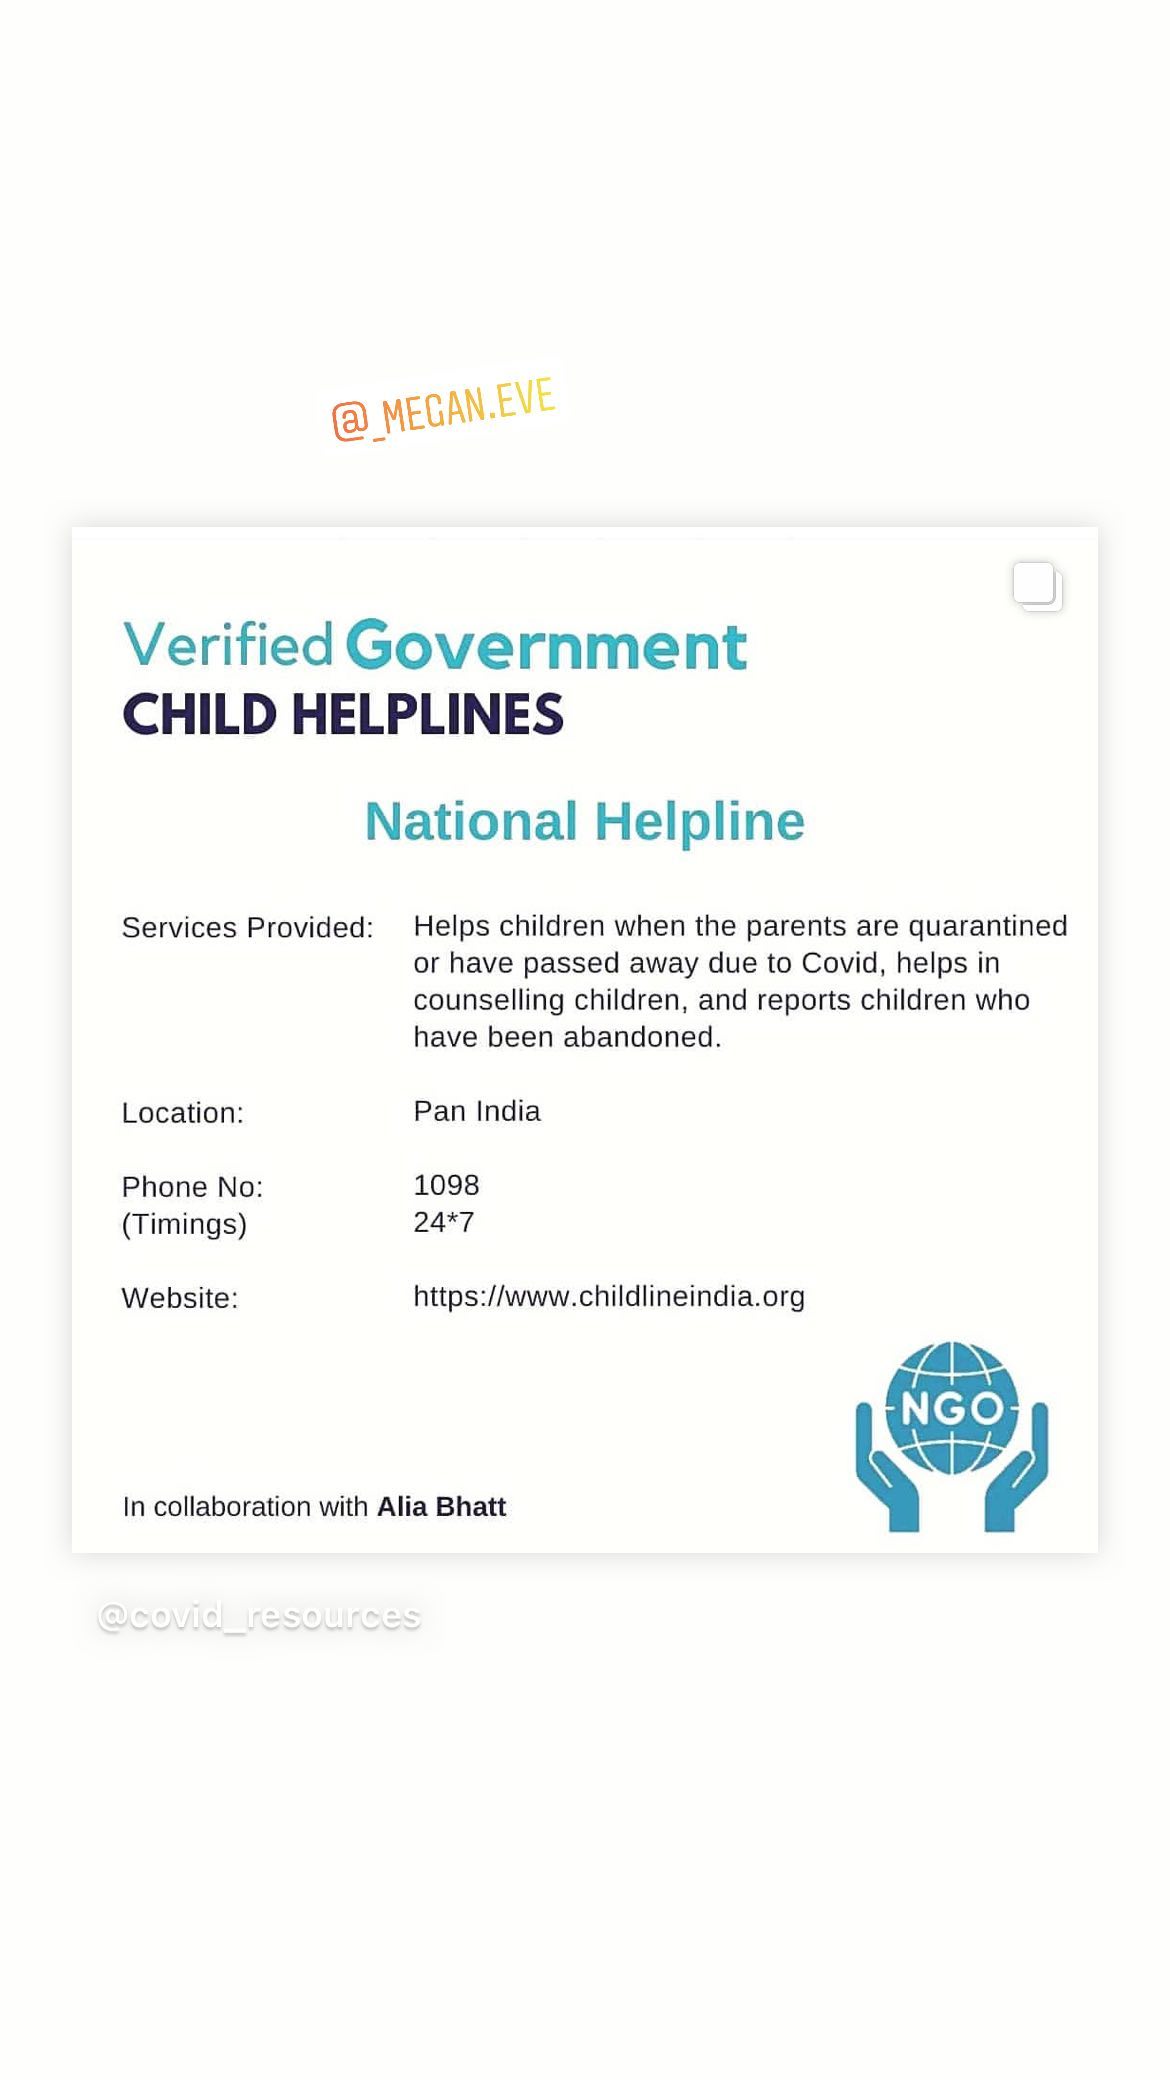 @_MEGAN.EVE
Verified Government
CHILD HELPLINES
National Helpline
Services Provided: Helps children when the parents are quarantined
or have passed away due to Covid, helps in
counselling children, and reports children who
have been abandoned.
Location: Pan India
Phone No: 1098
(Timings) 24*7
Website: https://www.childlineindia.org
NGO
In collaboration with Alia Bhatt
@covid_resources